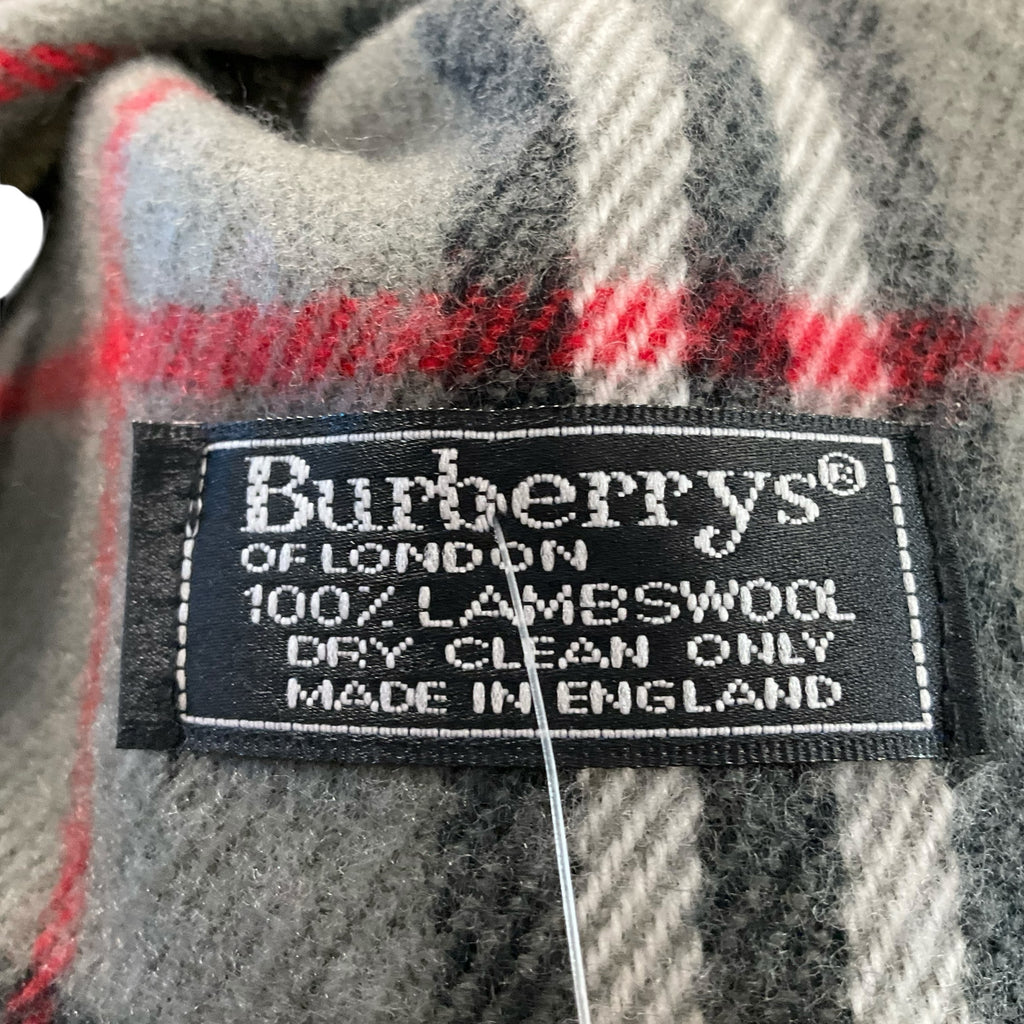 Burberrys®
OF LONDON
100% LAMBSWOOL
DRY CLEAN ONLY
MADE IN ENGLAND